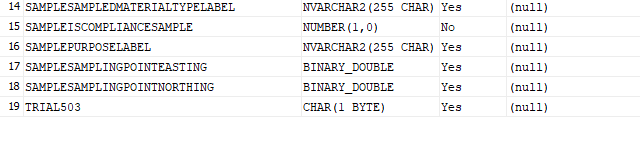 14 SAMPLESAMPLEDMATERIALTYPELABEL NVARCHAR2(255 CHAR) Yes (null)
15 SAMPLEISCOMPLIANCESAMPLE NUMBER(1,0) No (null)
16 SAMPLEPURPOSELABEL NVARCHAR2(255 CHAR) Yes (null)
17 SAMPLESAMPLINGPOINTEASTING BINARY_DOUBLE Yes (null)
18 SAMPLESAMPLINGPOINTNORTHING BINARY_DOUBLE Yes (null)
19 TRIAL503 CHAR(1 BYTE) Yes (null)